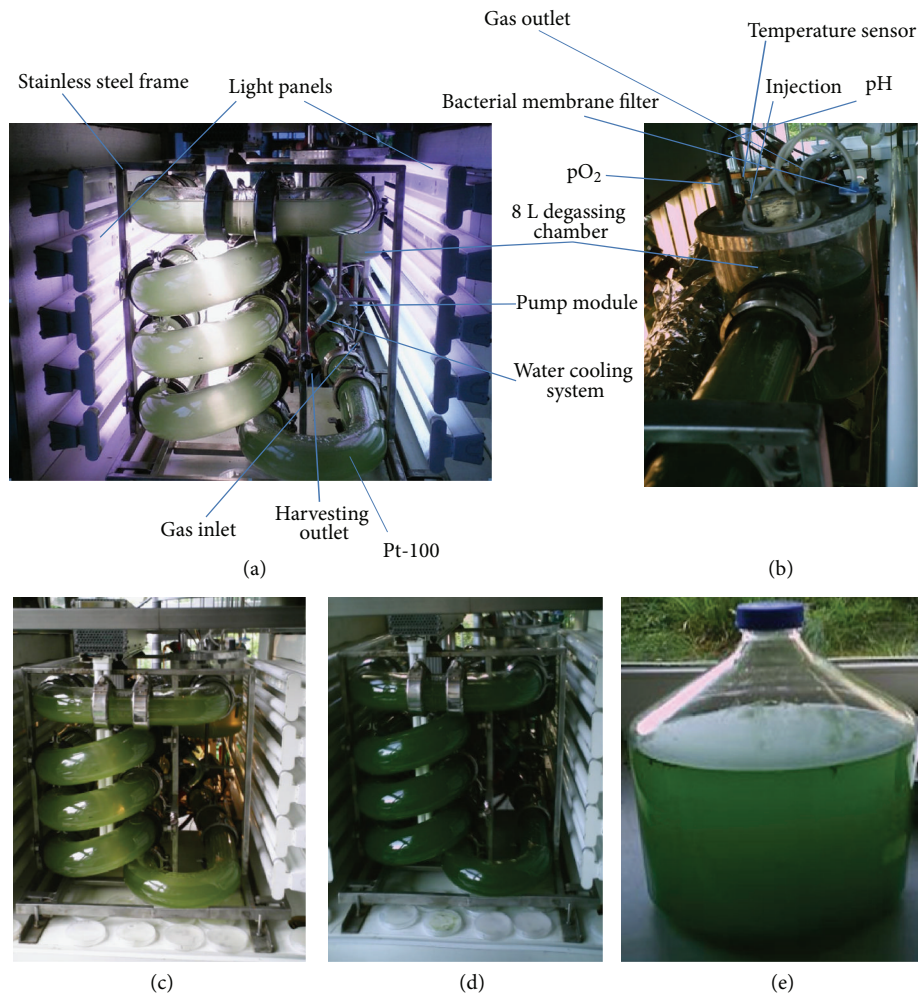 Gas outlet
Temperature sensor
Stainless steel frame
Light panels
Injection
pH
Bacterial membrane filter
pO₂
8 L degassing
chamber
Pump module
Water cooling
system
Gas inlet
Harvesting
outlet
Pt-100
(a)
(b)
(c)
(d)
(e)